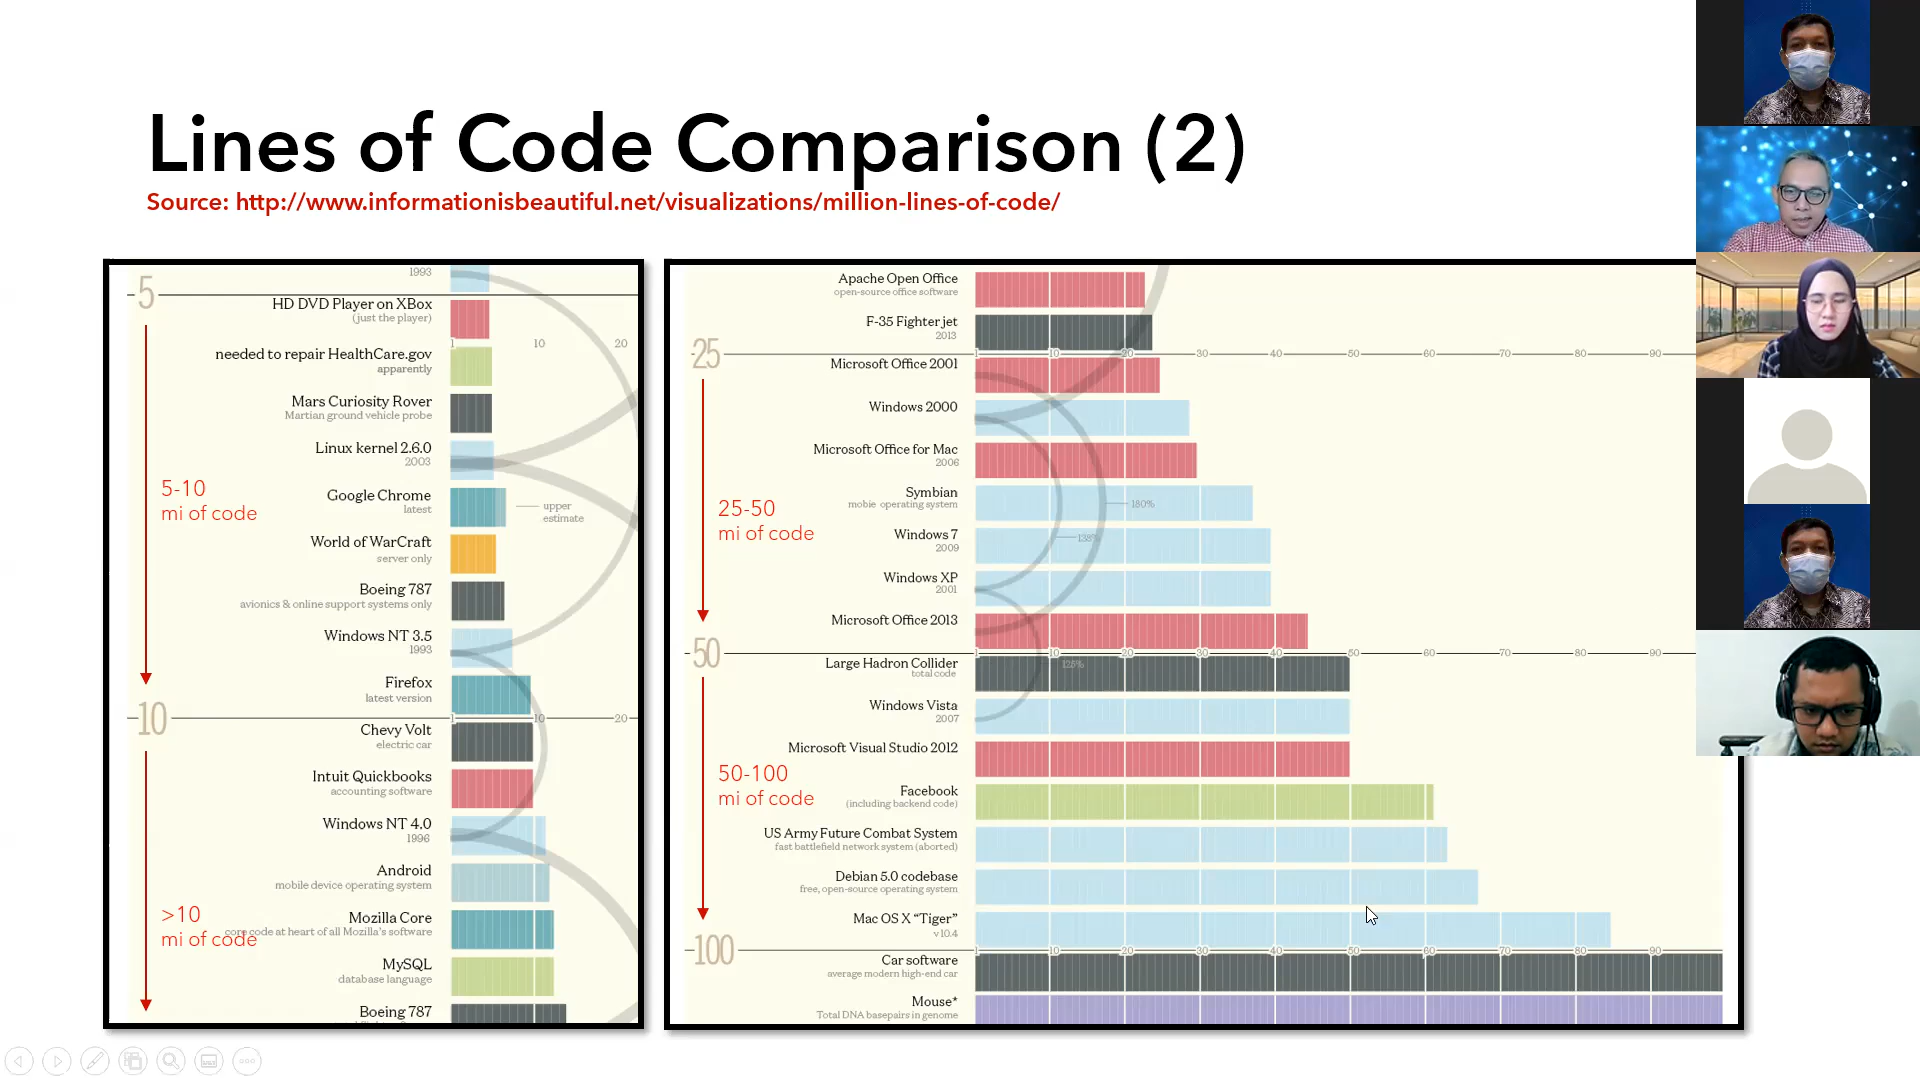 Lines of Code Comparison (2)
Source: http://www.informationisbeautiful.net/visualizations/million-lines-of-code/
1993
5
HD DVD Player on XBox
(just the player)
1 10 20
needed to repair HealthCare.gov
apparently
Mars Curiosity Rover
Martian ground vehicle probe
Linux kernel 2.6.0
2003
5-10
mi of code
Google Chrome
latest
upper
estimate
World of WarCraft
server only
Boeing 787
avionics & online support systems only
Windows NT 3.5
1993
Firefox
latest version
10
1 10 20
Chevy Volt
electric car
Intuit Quickbooks
accounting software
Windows NT 4.0
1996
Android
mobile device operating system
>10
mi of code
Mozilla Core
core code at heart of all Mozilla's software
MySQL
database language
Boeing 787
Apache Open Office
open-source office software
F-35 Fighter jet
2013
25
1 10 20 30 40 50 60 70 80 90
Microsoft Office 2001
Windows 2000
Microsoft Office for Mac
2006
25-50
mi of code
Symbian
mobie operating system
180%
Windows 7
2009
138%
Windows XP
2001
Microsoft Office 2013
50
1 10 20 30 40 50 60 70 80 90
Large Hadron Collider
total code
125%
Windows Vista
2007
Microsoft Visual Studio 2012
50-100
mi of code
Facebook
(including backend code)
US Army Future Combat System
fast battlefield network system (aborted)
Debian 5.0 codebase
free, open-source operating system
Mac OS X “Tiger”
v 10.4
100
1 10 20 30 40 50 60 70 80 90
Car software
average modern high-end car
Mouse*
Total DNA basepairs in genome